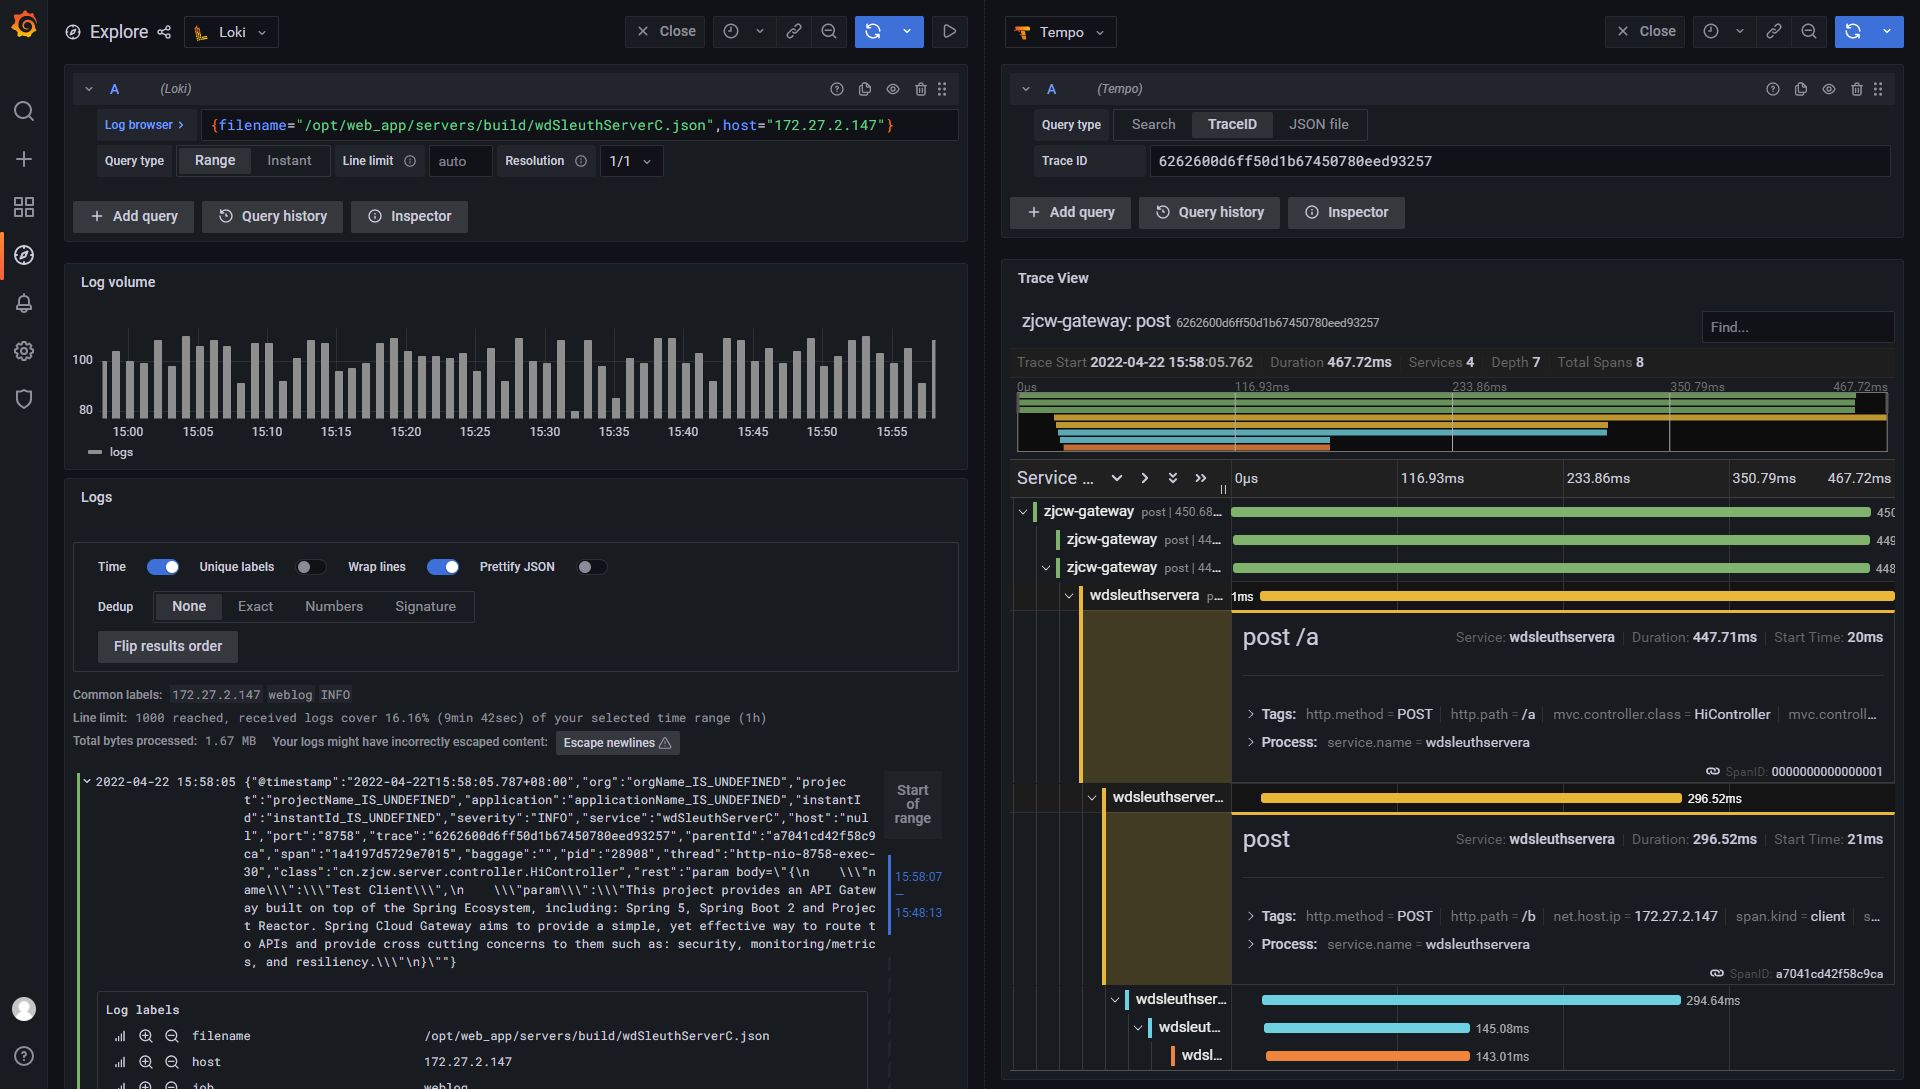 Explore
Loki
Close
A
(Loki)
Log browser
{filename="/opt/web_app/servers/build/wdSleuthServerC.json",host="172.27.2.147"}
Query type
Range
Instant
Line limit
auto
Resolution
1/1
Add query
Query history
Inspector
Log volume
100
80
15:00
15:05
15:10
15:15
15:20
15:25
15:30
15:35
15:40
15:45
15:50
15:55
logs
Logs
Time
Unique labels
Wrap lines
Prettify JSON
Dedup
None
Exact
Numbers
Signature
Flip results order
Common labels: 172.27.2.147 weblog INFO
Line limit: 1000 reached, received logs cover 16.16% (9min 42sec) of your selected time range (1h)
Total bytes processed: 1.67 MB Your logs might have incorrectly escaped content: Escape newlines
2022-04-22 15:58:05 {"@timestamp":"2022-04-22T15:58:05.787+08:00","org":"orgName_IS_UNDEFINED","projec
t":"projectName_IS_UNDEFINED","application":"applicationName_IS_UNDEFINED","instantI
d":"instantId_IS_UNDEFINED","severity":"INFO","service":"wdSleuthServerC","host":"nul
l","port":"8758","trace":"6262600d6ff50d1b67450780eed93257","parentId":"a7041cd42f58c9
ca","span":"1a4197d5729e7015","baggage":"","pid":"28908","thread":"http-nio-8758-exec-
30","class":"cn.zjcw.server.controller.HiController","rest":"param body=\"{\n    \\\"n
ame\\\":\\\"Test Client\\\",\n    \\\"param\\\":\\\"This project provides an API Gatew
ay built on top of the Spring Ecosystem, including: Spring 5, Spring Boot 2 and Projec
t Reactor. Spring Cloud Gateway aims to provide a simple, yet effective way to route t
o APIs and provide cross cutting concerns to them such as: security, monitoring/metric
s, and resiliency.\\\"\n}\""}
Start
of
range
15:58:07
—
15:48:13
Log labels
filename
/opt/web_app/servers/build/wdSleuthServerC.json
host
172.27.2.147
job
weblog
Tempo
Close
A
(Tempo)
Query type
Search
TraceID
JSON file
Trace ID
6262600d6ff50d1b67450780eed93257
Add query
Query history
Inspector
Trace View
zjcw-gateway: post 6262600d6ff50d1b67450780eed93257
Find...
Trace Start 2022-04-22 15:58:05.762
Duration 467.72ms
Services 4
Depth 7
Total Spans 8
0μs
116.93ms
233.86ms
350.79ms
467.72ms
Service ...
0μs
116.93ms
233.86ms
350.79ms
467.72ms
zjcw-gateway post | 450.68...
450
zjcw-gateway post | 44...
449
zjcw-gateway post | 44...
448
wdsleuthservera p...
1ms
post /a
Service: wdsleuthservera
Duration: 447.71ms
Start Time: 20ms
Tags: http.method = POST http.path = /a mvc.controller.class = HiController mvc.controll...
Process: service.name = wdsleuthservera
SpanID: 0000000000000001
wdsleuthserver...
296.52ms
post
Service: wdsleuthservera
Duration: 296.52ms
Start Time: 21ms
Tags: http.method = POST http.path = /b net.host.ip = 172.27.2.147 span.kind = client s...
Process: service.name = wdsleuthservera
SpanID: a7041cd42f58c9ca
wdsleuthser...
294.64ms
wdsleut...
145.08ms
wdsl...
143.01ms